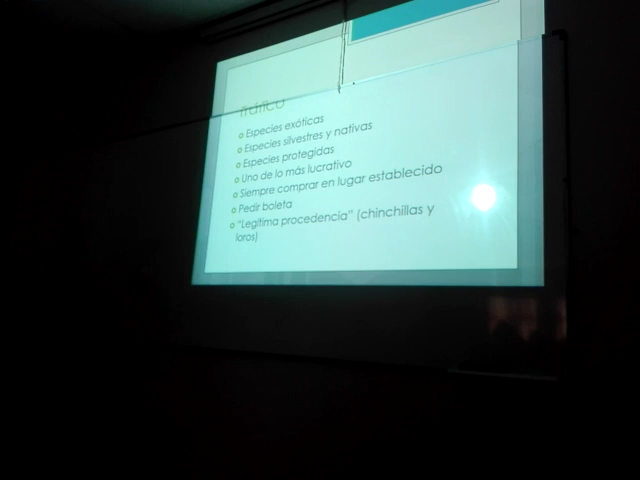 Tráfico
Especies exóticas
Especies silvestres y nativas
Especies protegidas
Uno de lo más lucrativo
Siempre comprar en lugar establecido
Pedir boleta
"Legítima procedencia" (chinchillas y
loros)